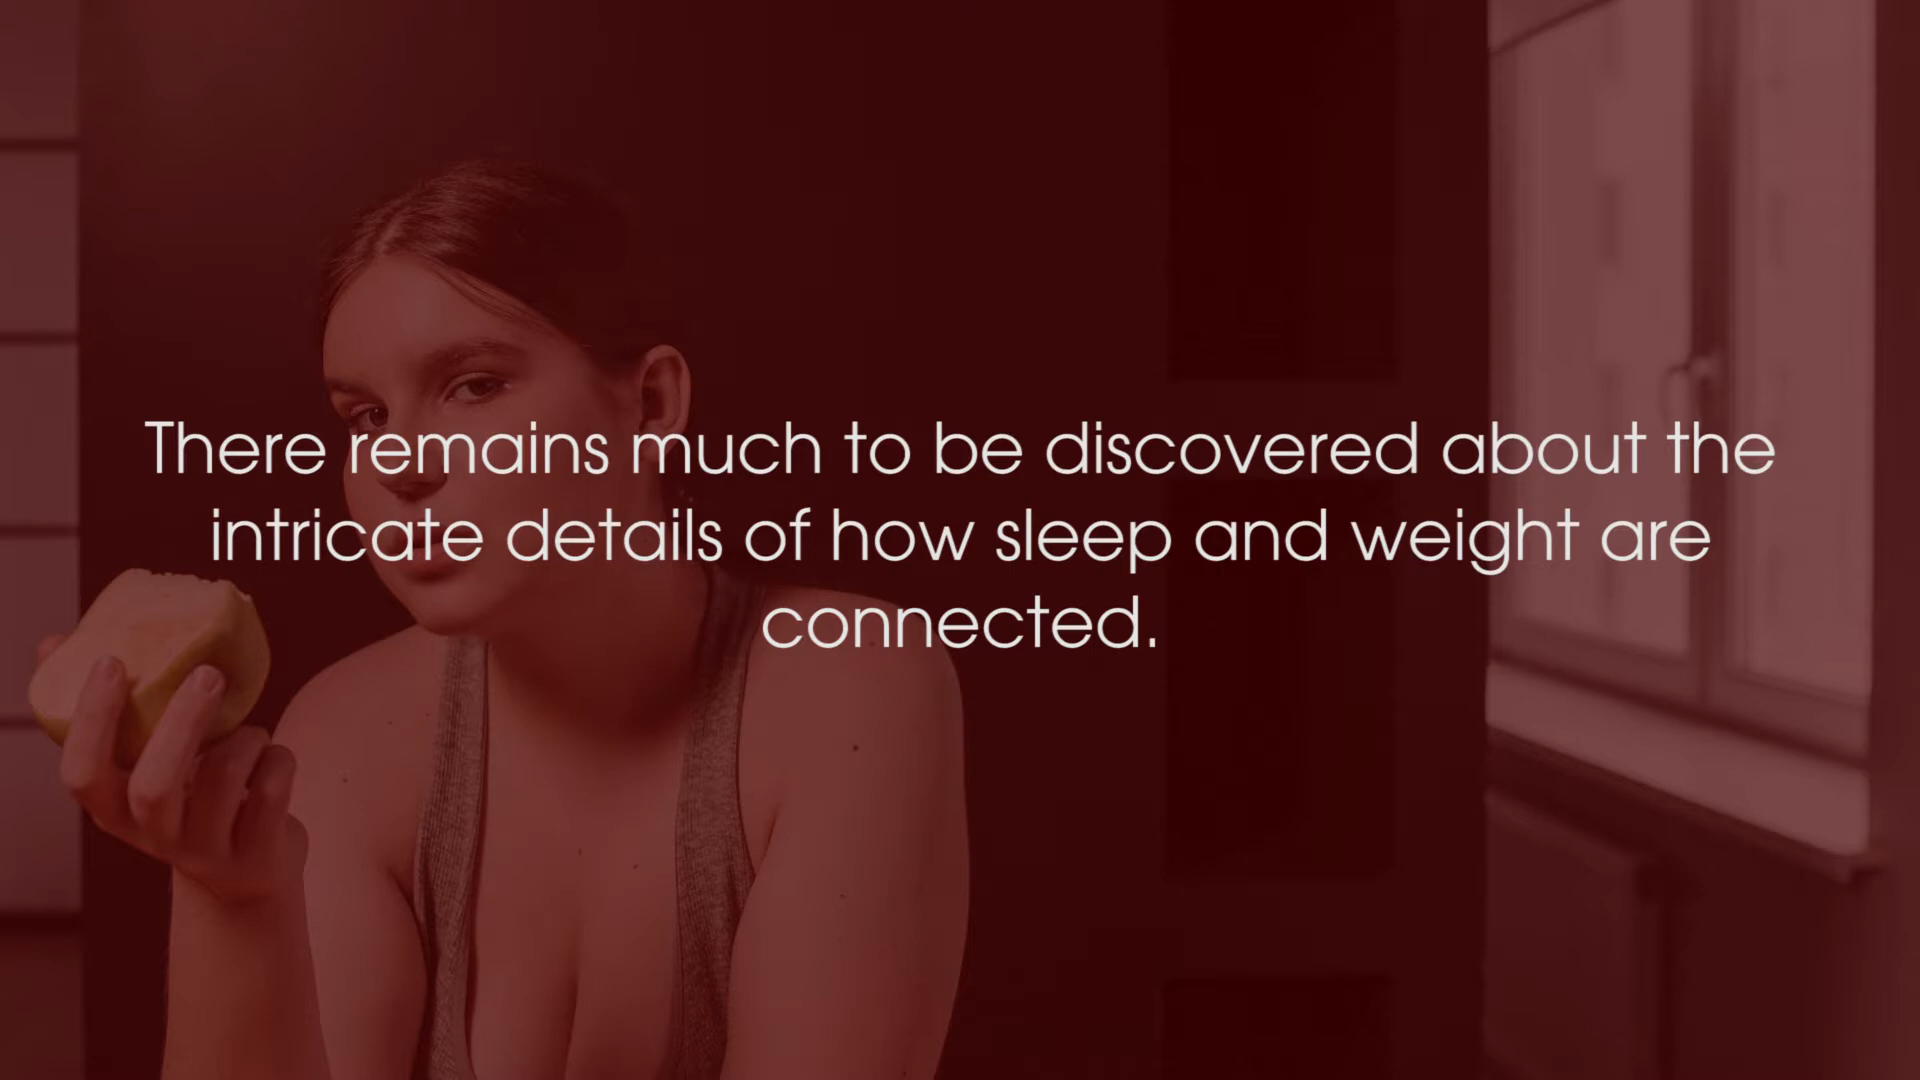 There remains much to be discovered about the
intricate details of how sleep and weight are
connected.